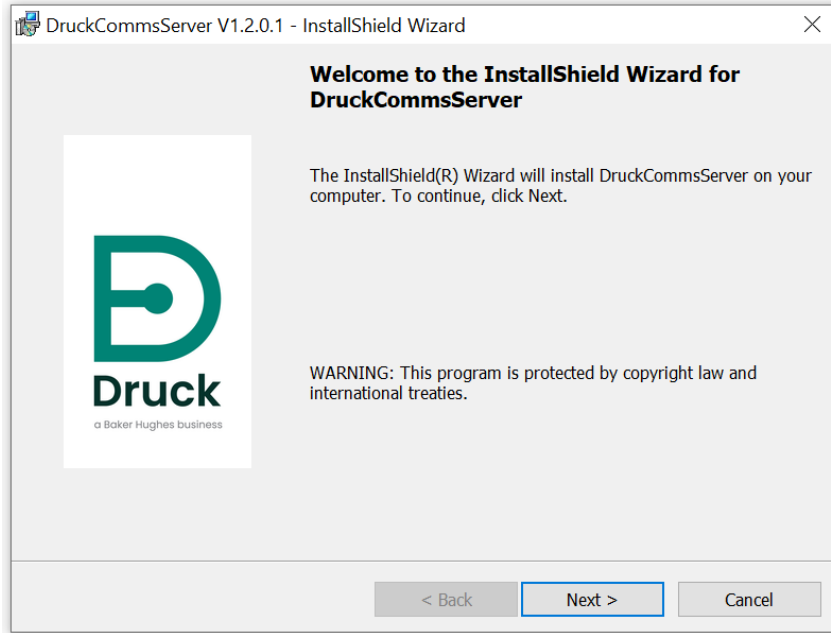 DruckCommsServer V1.2.0.1 - InstallShield Wizard
Welcome to the InstallShield Wizard for
DruckCommsServer
The InstallShield(R) Wizard will install DruckCommsServer on your
computer. To continue, click Next.
Druck
a Baker Hughes business
WARNING: This program is protected by copyright law and
international treaties.
< Back
Next >
Cancel